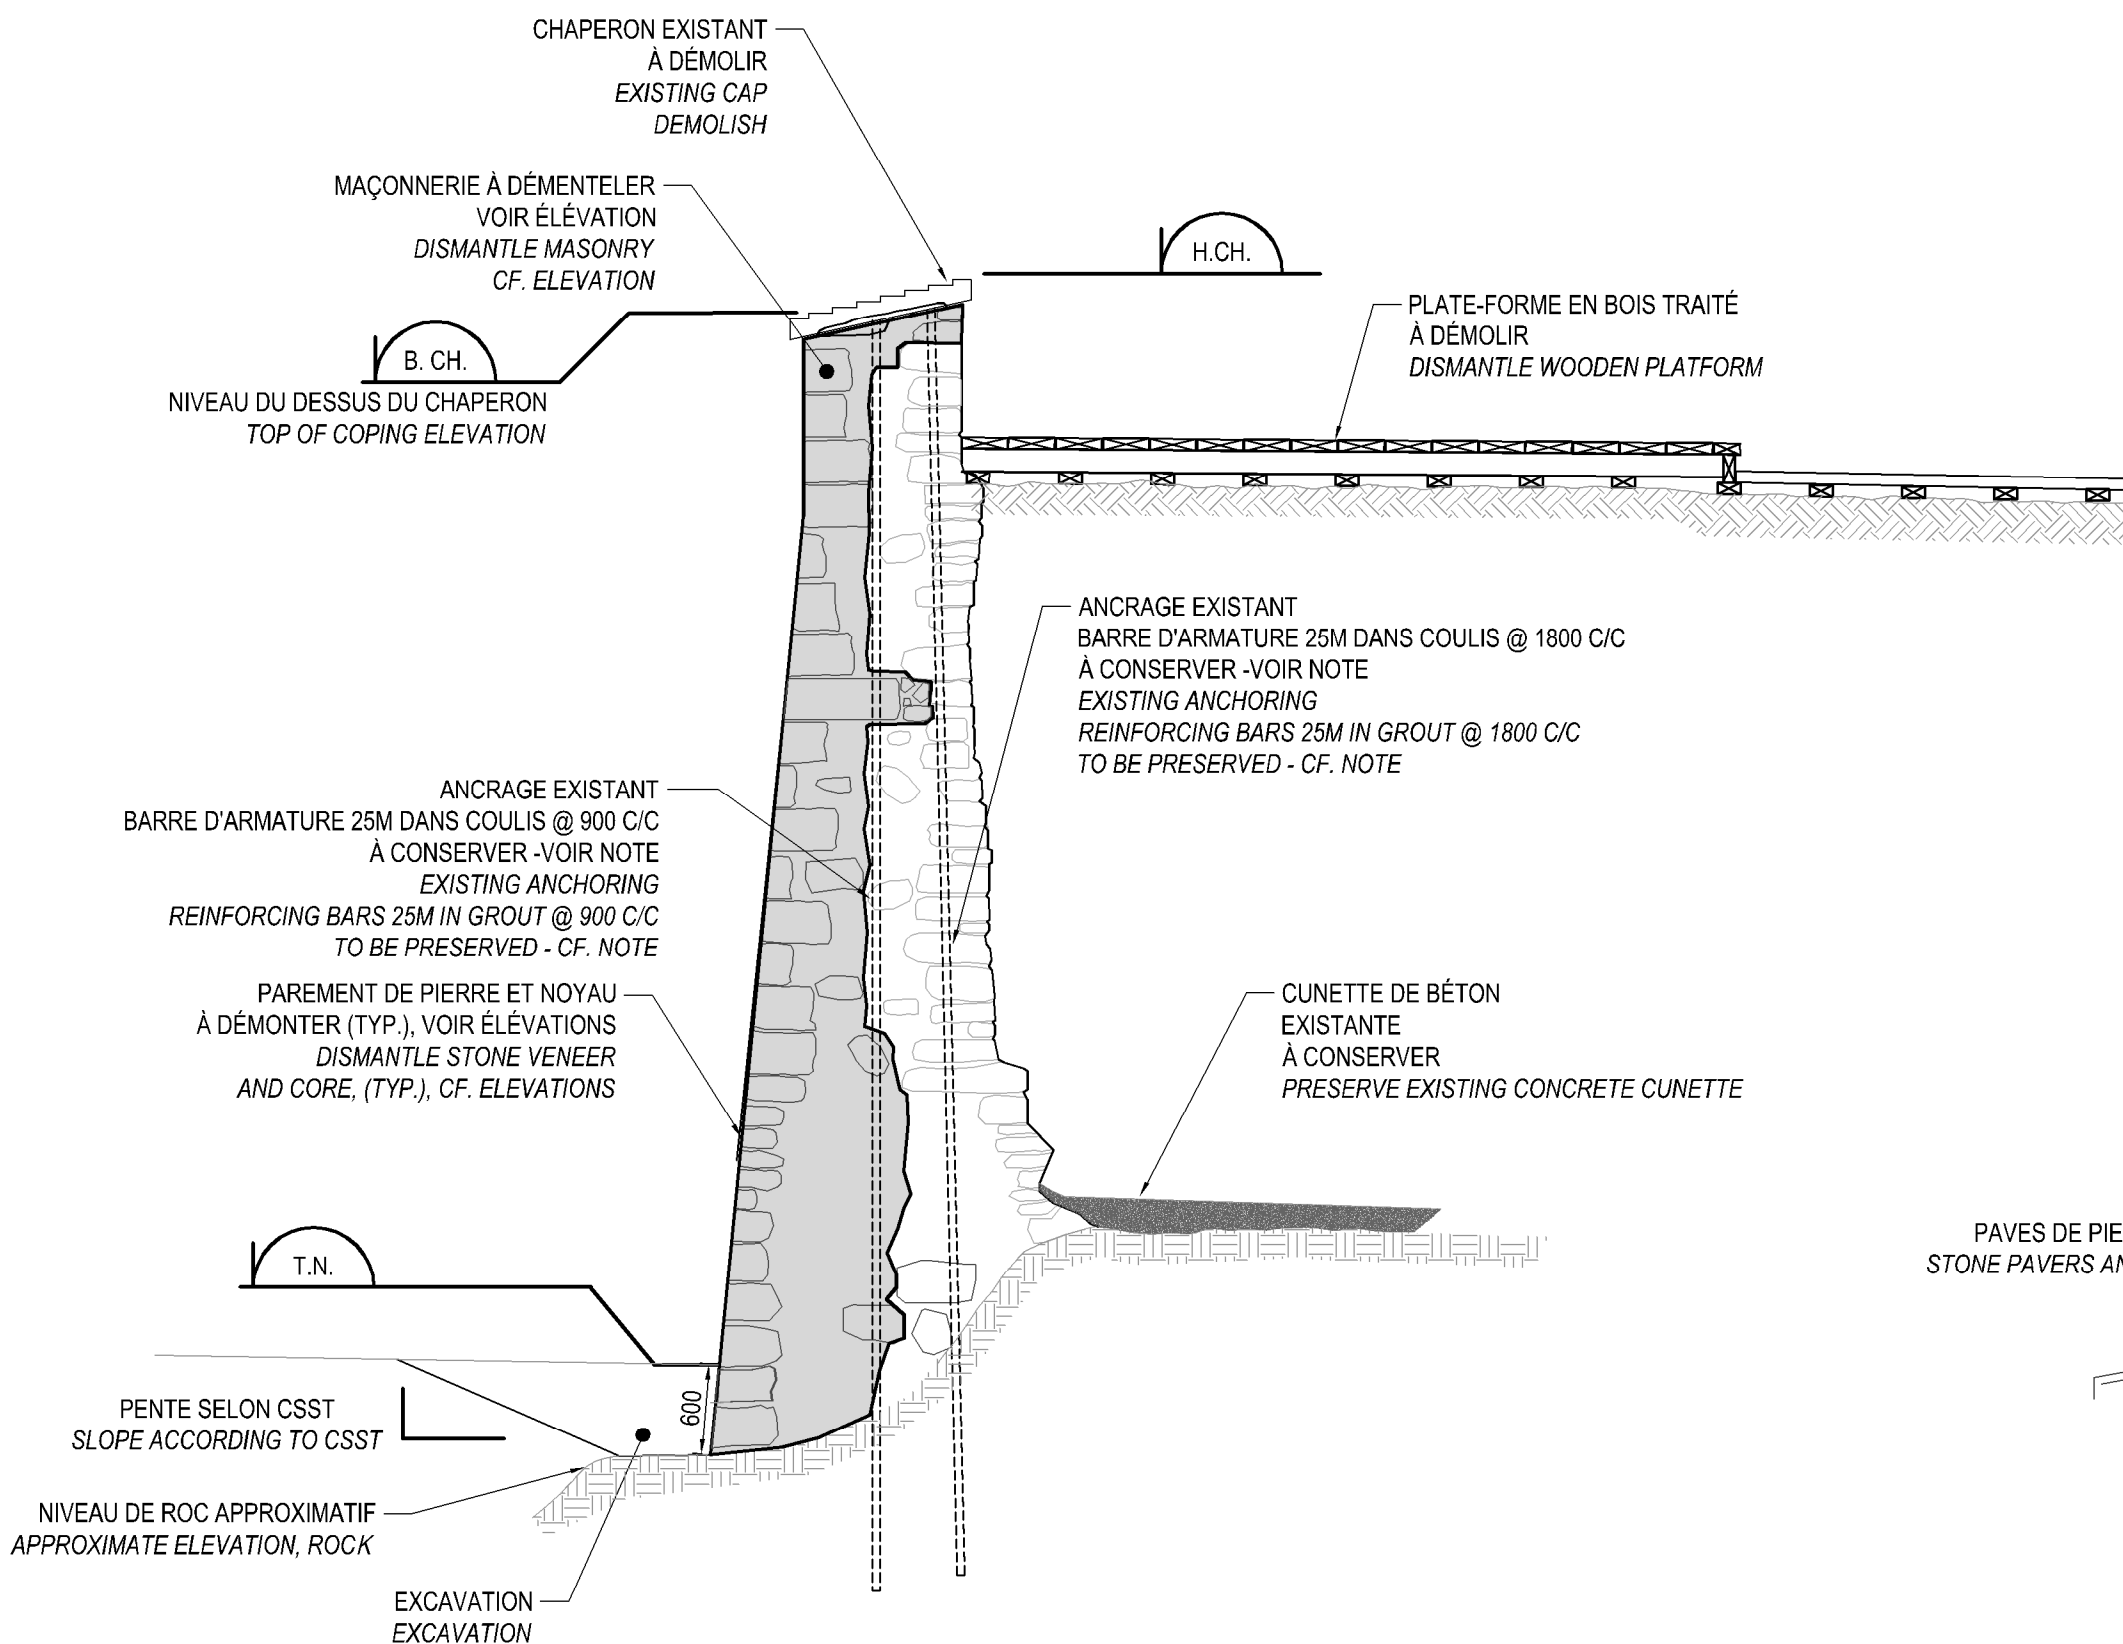 CHAPERON EXISTANT
À DÉMOLIR
EXISTING CAP
DEMOLISH
MAÇONNERIE À DÉMENTELER
VOIR ÉLÉVATION
DISMANTLE MASONRY
CF. ELEVATION
H.CH.
B. CH.
NIVEAU DU DESSUS DU CHAPERON
TOP OF COPING ELEVATION
PLATE-FORME EN BOIS TRAITÉ
À DÉMOLIR
DISMANTLE WOODEN PLATFORM
ANCRAGE EXISTANT
BARRE D'ARMATURE 25M DANS COULIS @ 1800 C/C
À CONSERVER -VOIR NOTE
EXISTING ANCHORING
REINFORCING BARS 25M IN GROUT @ 1800 C/C
TO BE PRESERVED - CF. NOTE
ANCRAGE EXISTANT
BARRE D'ARMATURE 25M DANS COULIS @ 900 C/C
À CONSERVER -VOIR NOTE
EXISTING ANCHORING
REINFORCING BARS 25M IN GROUT @ 900 C/C
TO BE PRESERVED - CF. NOTE
PAREMENT DE PIERRE ET NOYAU
À DÉMONTER (TYP.), VOIR ÉLÉVATIONS
DISMANTLE STONE VENEER
AND CORE, (TYP.), CF. ELEVATIONS
CUNETTE DE BÉTON
EXISTANTE
À CONSERVER
PRESERVE EXISTING CONCRETE CUNETTE
T.N.
PAVES DE PIE
STONE PAVERS AN
600
PENTE SELON CSST
SLOPE ACCORDING TO CSST
NIVEAU DE ROC APPROXIMATIF
APPROXIMATE ELEVATION, ROCK
EXCAVATION
EXCAVATION